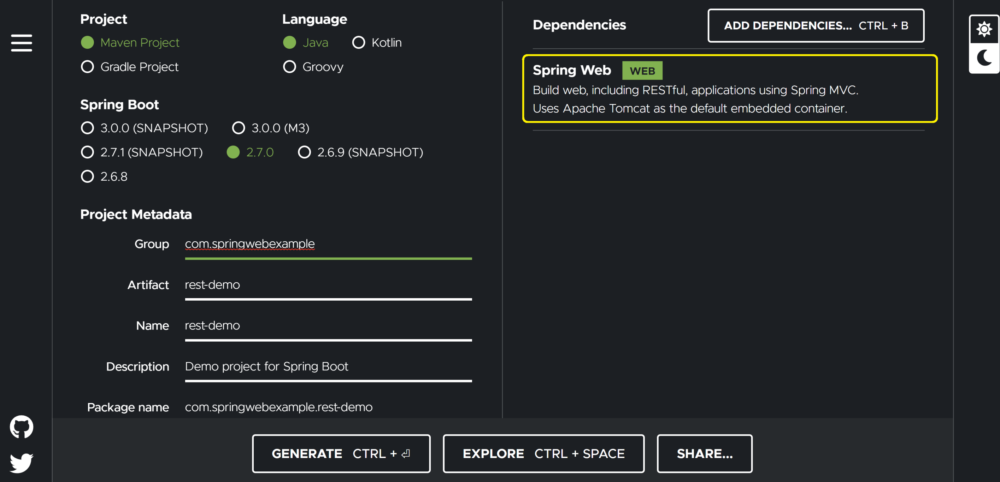 Project
Maven Project
Gradle Project
Language
Java Kotlin
Groovy
Spring Boot
3.0.0 (SNAPSHOT) 3.0.0 (M3)
2.7.1 (SNAPSHOT) 2.7.0 2.6.9 (SNAPSHOT)
2.6.8
Project Metadata
Group com.springwebexample
Artifact rest-demo
Name rest-demo
Description Demo project for Spring Boot
Package name com.springwebexample.rest-demo
Dependencies
ADD DEPENDENCIES... CTRL + B
Spring Web WEB
Build web, including RESTful, applications using Spring MVC.
Uses Apache Tomcat as the default embedded container.
GENERATE CTRL + ⏎
EXPLORE CTRL + SPACE
SHARE...